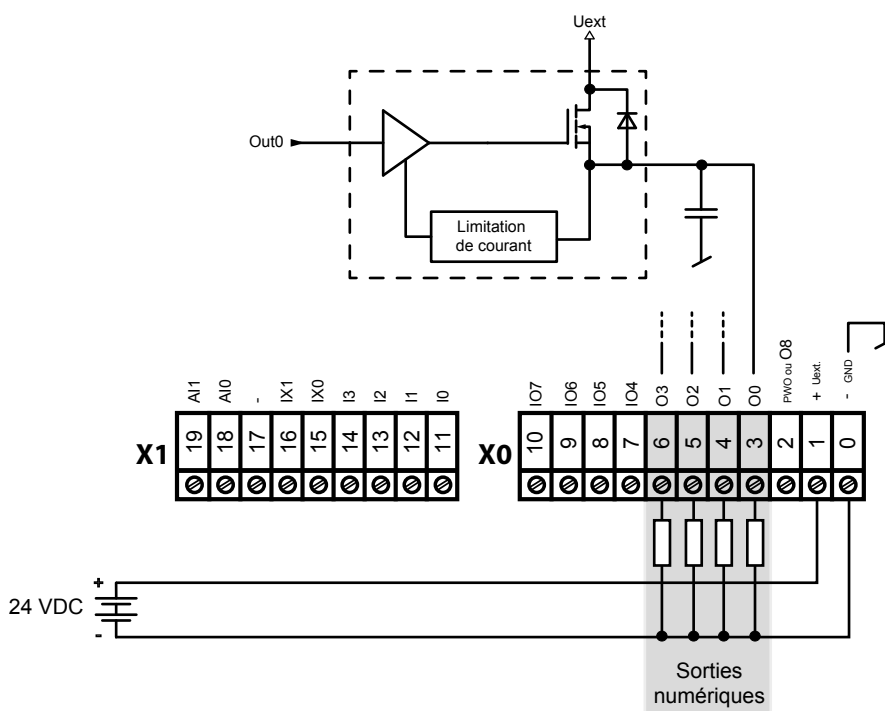 Uext
Out0
Limitation
de courant
AI1
AI0
-
IX1
IX0
I3
I2
I1
I0
IO7
IO6
IO5
IO4
O3
O2
O1
O0
PWO ou O8
+ Uext.
- GND
X1
19
18
17
16
15
14
13
12
11
X0
10
9
8
7
6
5
4
3
2
1
0
+
24 VDC
-
Sorties
numériques